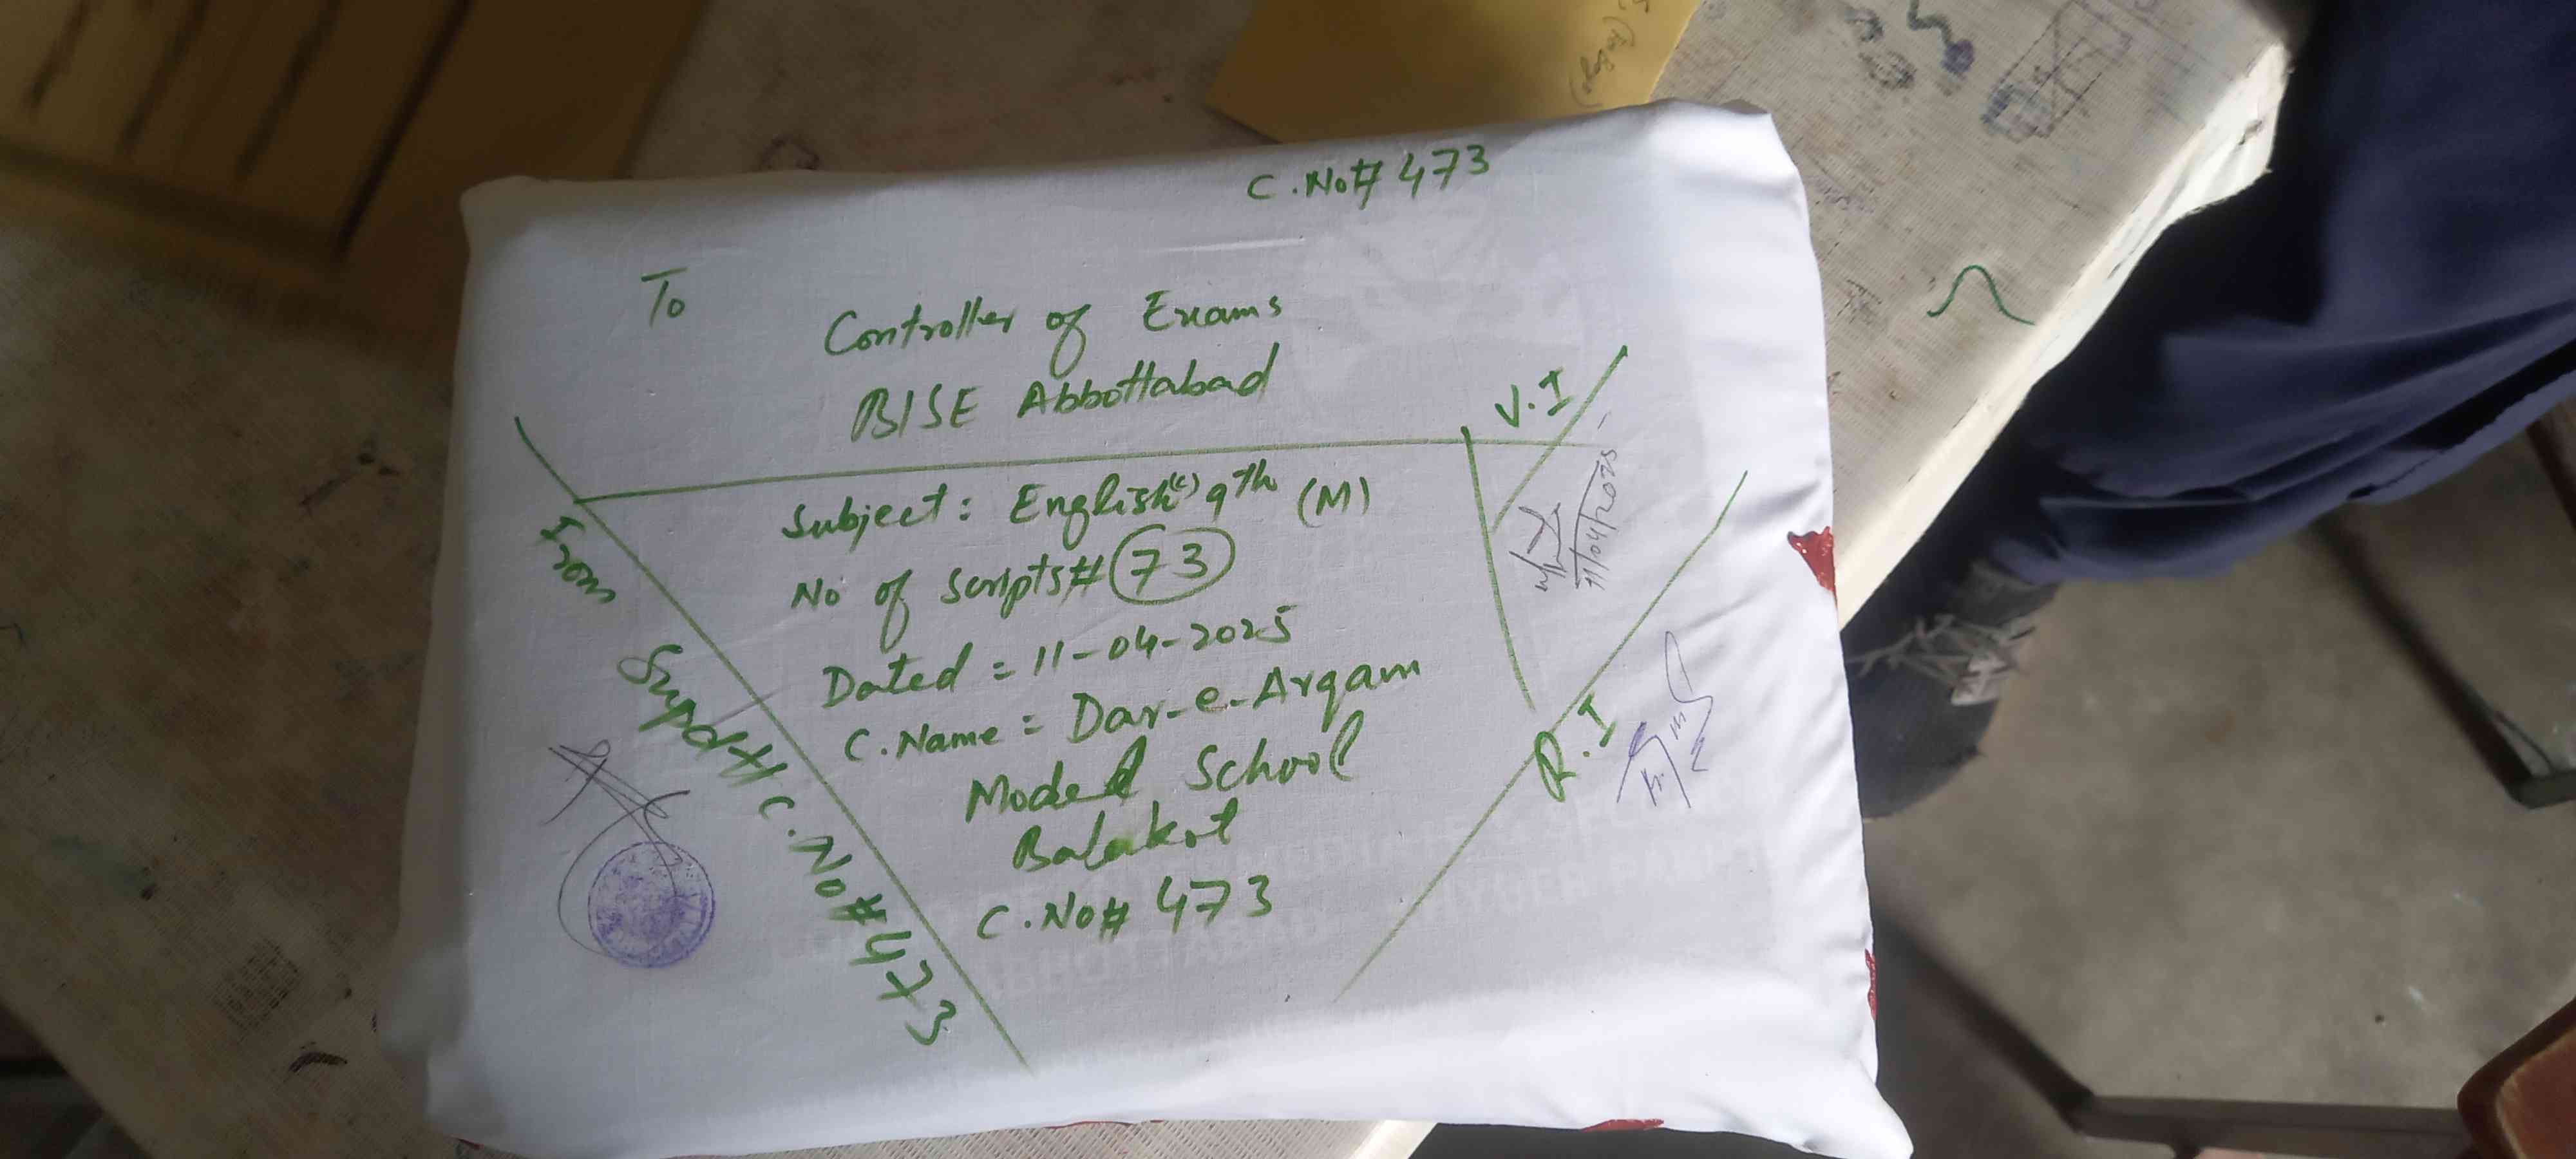 C.No# 473
To
Controller of Exams
BISE Abbottabad
V.I
11/04/2025
Subject: English(c) 9th (M)
No of Scripts# 73
Dated = 11-04-2025
C.Name = Dar-e-Arqam
Model School
Balakot
C.No# 473
From
Supdtt C.No#473
R.I